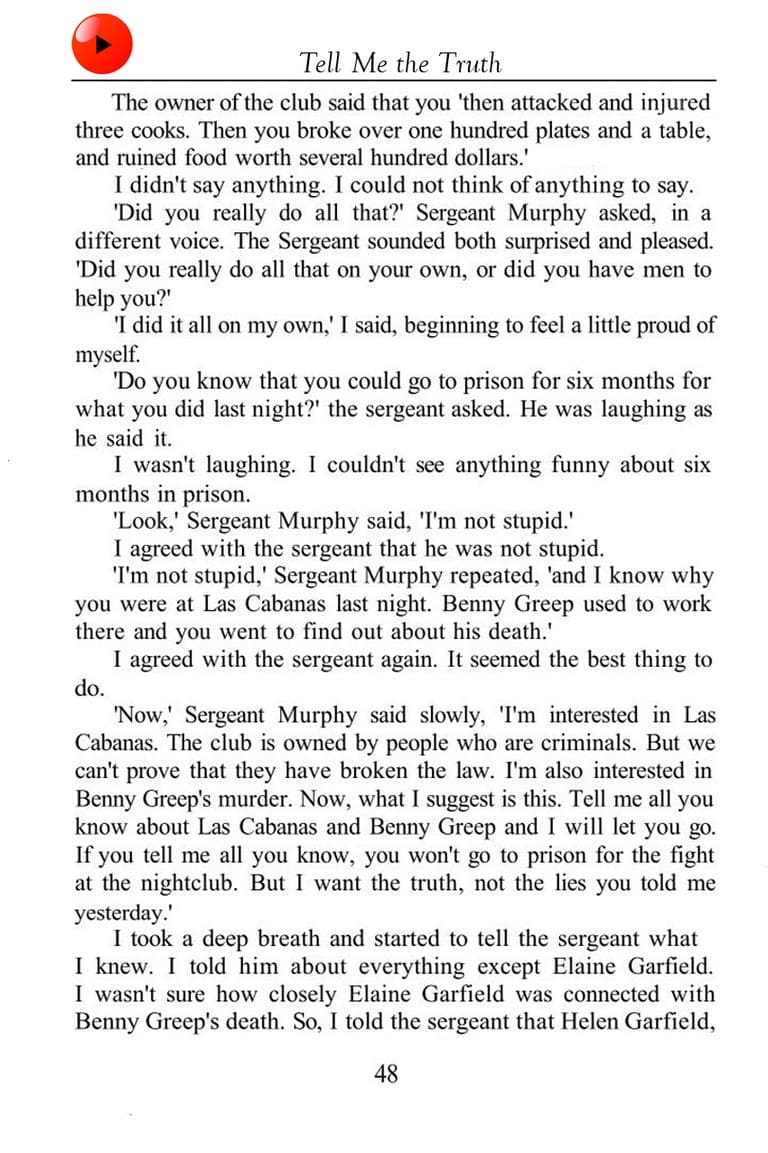 Tell Me the Truth
The owner of the club said that you 'then attacked and injured
three cooks. Then you broke over one hundred plates and a table,
and ruined food worth several hundred dollars.'
I didn't say anything. I could not think of anything to say.
'Did you really do all that?' Sergeant Murphy asked, in a
different voice. The Sergeant sounded both surprised and pleased.
'Did you really do all that on your own, or did you have men to
help you?'
'I did it all on my own,' I said, beginning to feel a little proud of
myself.
'Do you know that you could go to prison for six months for
what you did last night?' the sergeant asked. He was laughing as
he said it.
I wasn't laughing. I couldn't see anything funny about six
months in prison.
'Look,' Sergeant Murphy said, 'I'm not stupid.'
I agreed with the sergeant that he was not stupid.
'I'm not stupid,' Sergeant Murphy repeated, 'and I know why
you were at Las Cabanas last night. Benny Greep used to work
there and you went to find out about his death.'
I agreed with the sergeant again. It seemed the best thing to
do.
'Now,' Sergeant Murphy said slowly, 'I'm interested in Las
Cabanas. The club is owned by people who are criminals. But we
can't prove that they have broken the law. I'm also interested in
Benny Greep's murder. Now, what I suggest is this. Tell me all you
know about Las Cabanas and Benny Greep and I will let you go.
If you tell me all you know, you won't go to prison for the fight
at the nightclub. But I want the truth, not the lies you told me
yesterday.'
I took a deep breath and started to tell the sergeant what
I knew. I told him about everything except Elaine Garfield.
I wasn't sure how closely Elaine Garfield was connected with
Benny Greep's death. So, I told the sergeant that Helen Garfield,
48